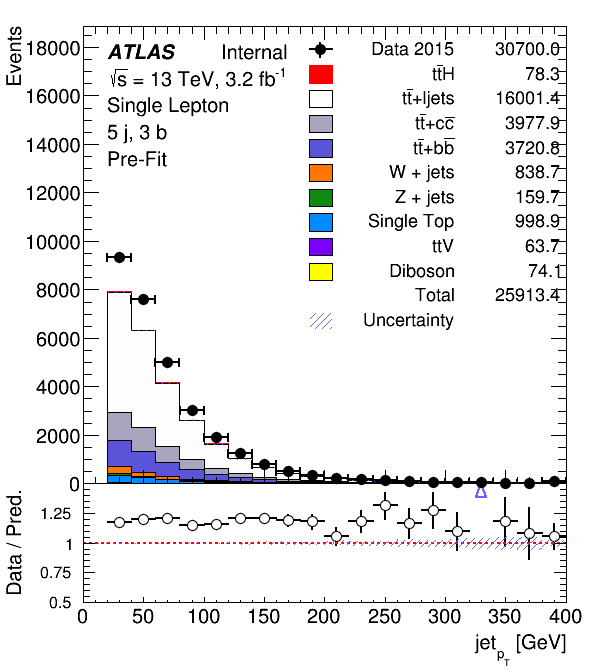 Events
18000
16000
14000
12000
10000
8000
6000
4000
2000
0
ATLAS Internal
√s = 13 TeV, 3.2 fb⁻¹
Single Lepton
5 j, 3 b
Pre-Fit
Data 2015 30700.0
tt̄H 78.3
tt̄+ljets 16001.4
tt̄+cc̄ 3977.9
tt̄+bb̄ 3720.8
W + jets 838.7
Z + jets 159.7
Single Top 998.9
ttV 63.7
Diboson 74.1
Total 25913.4
Uncertainty
Data / Pred.
1.25
1
0.75
0.5
0 50 100 150 200 250 300 350 400
jet_pT [GeV]